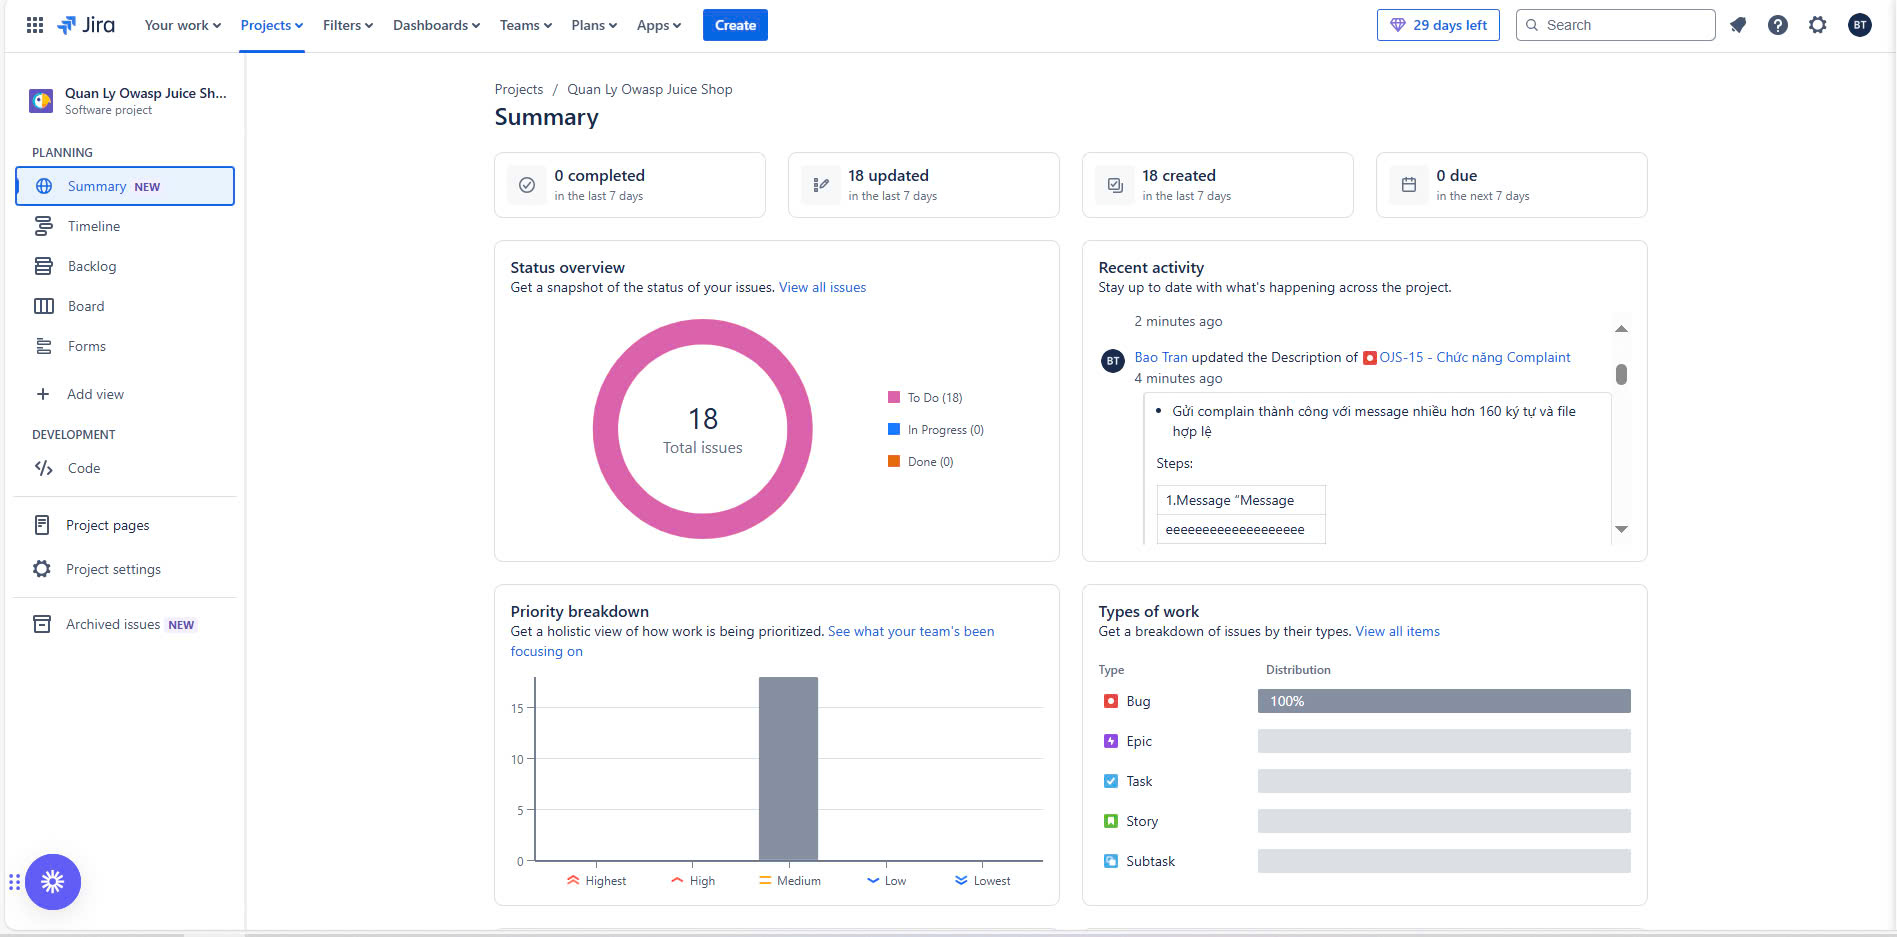 Jira
Your work
Projects
Filters
Dashboards
Teams
Plans
Apps
Create
29 days left
Search
BT
Quan Ly Owasp Juice Sh...
Software project
PLANNING
Summary NEW
Timeline
Backlog
Board
Forms
Add view
DEVELOPMENT
Code
Project pages
Project settings
Archived issues NEW
Projects / Quan Ly Owasp Juice Shop
Summary
0 completed
in the last 7 days
18 updated
in the last 7 days
18 created
in the last 7 days
0 due
in the next 7 days
Status overview
Get a snapshot of the status of your issues. View all issues
18
Total issues
To Do (18)
In Progress (0)
Done (0)
Recent activity
Stay up to date with what's happening across the project.
2 minutes ago
BT
Bao Tran updated the Description of OJS-15 - Chức năng Complaint
4 minutes ago
• Gửi complain thành công với message nhiều hơn 160 ký tự và file
hợp lệ
Steps:
1.Message “Message
eeeeeeeeeeeeeeeeeee
Priority breakdown
Get a holistic view of how work is being prioritized. See what your team's been
focusing on
15
10
5
0
Highest
High
Medium
Low
Lowest
Types of work
Get a breakdown of issues by their types. View all items
Type
Distribution
Bug
100%
Epic
Task
Story
Subtask